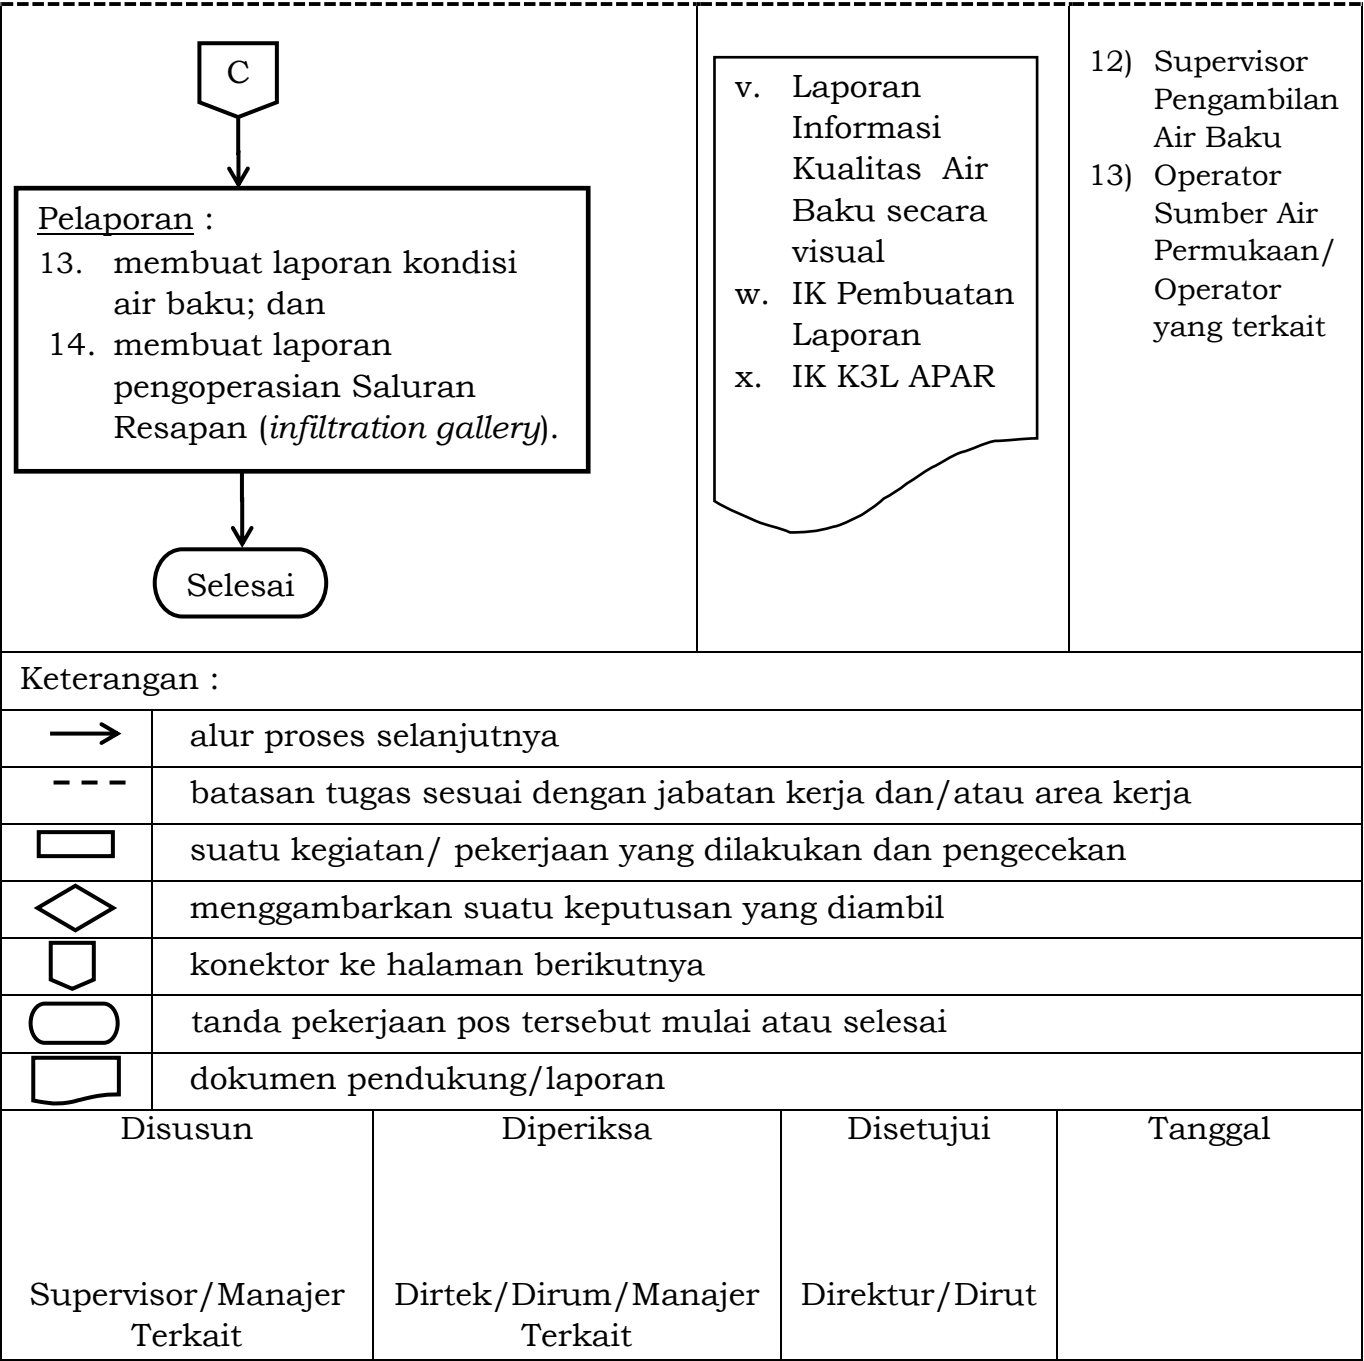 C
Pelaporan :
13. membuat laporan kondisi
air baku; dan
14. membuat laporan
pengoperasian Saluran
Resapan (infiltration gallery).
Selesai
v. Laporan
Informasi
Kualitas Air
Baku secara
visual
w. IK Pembuatan
Laporan
x. IK K3L APAR
12) Supervisor
Pengambilan
Air Baku
13) Operator
Sumber Air
Permukaan/
Operator
yang terkait
Keterangan :
alur proses selanjutnya
batasan tugas sesuai dengan jabatan kerja dan/atau area kerja
suatu kegiatan/ pekerjaan yang dilakukan dan pengecekan
menggambarkan suatu keputusan yang diambil
konektor ke halaman berikutnya
tanda pekerjaan pos tersebut mulai atau selesai
dokumen pendukung/laporan
Disusun
Supervisor/Manajer
Terkait
Diperiksa
Dirtek/Dirum/Manajer
Terkait
Disetujui
Direktur/Dirut
Tanggal